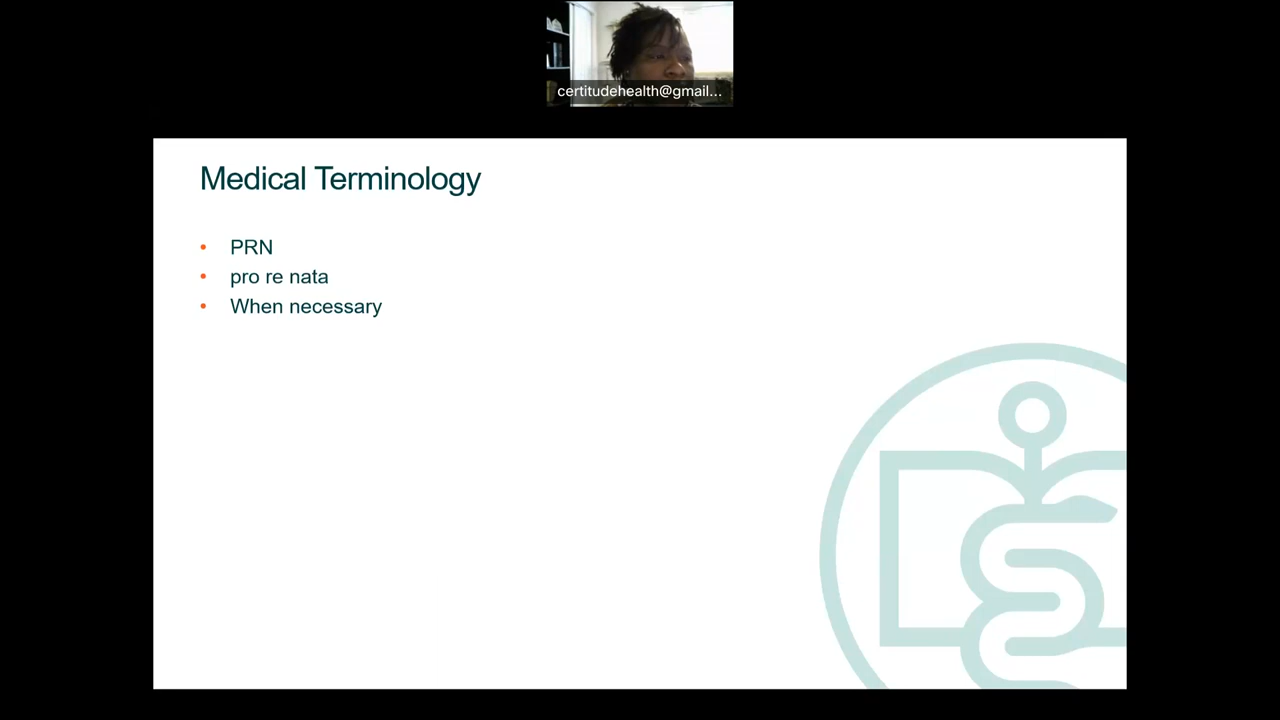 certitudehealth@gmail...
Medical Terminology
• PRN
• pro re nata
• When necessary